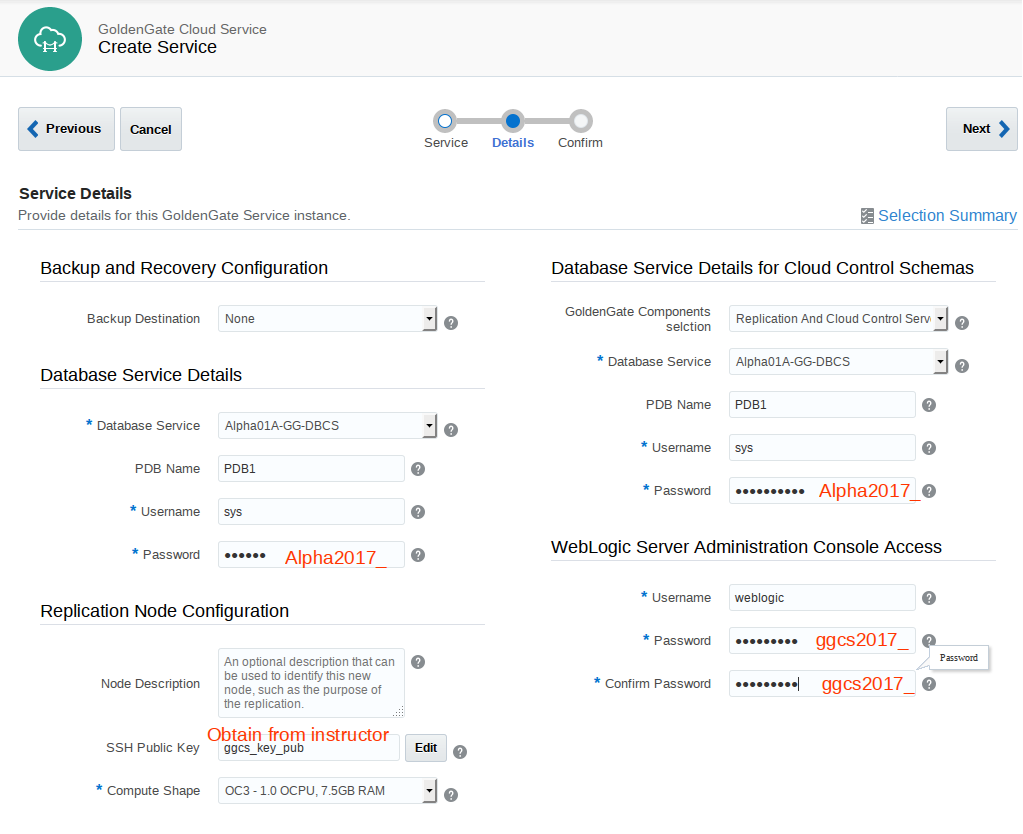 GoldenGate Cloud Service
Create Service
Previous
Cancel
Service
Details
Confirm
Next
Service Details
Provide details for this GoldenGate Service instance.
Selection Summary
Backup and Recovery Configuration
Backup Destination
None
?
Database Service Details
* Database Service
Alpha01A-GG-DBCS
?
PDB Name
PDB1
?
* Username
sys
?
* Password
••••••
Alpha2017_
?
Replication Node Configuration
Node Description
An optional description that can
be used to identify this new
node, such as the purpose of
the replication.
?
Obtain from instructor
SSH Public Key
ggcs_key_pub
Edit
?
* Compute Shape
OC3 - 1.0 OCPU, 7.5GB RAM
?
Database Service Details for Cloud Control Schemas
GoldenGate Components
selction
Replication And Cloud Control Serv
?
* Database Service
Alpha01A-GG-DBCS
?
PDB Name
PDB1
?
* Username
sys
?
* Password
••••••••••
Alpha2017_
?
WebLogic Server Administration Console Access
* Username
weblogic
?
* Password
•••••••••
ggcs2017_
?
Password
* Confirm Password
•••••••••
ggcs2017_
?